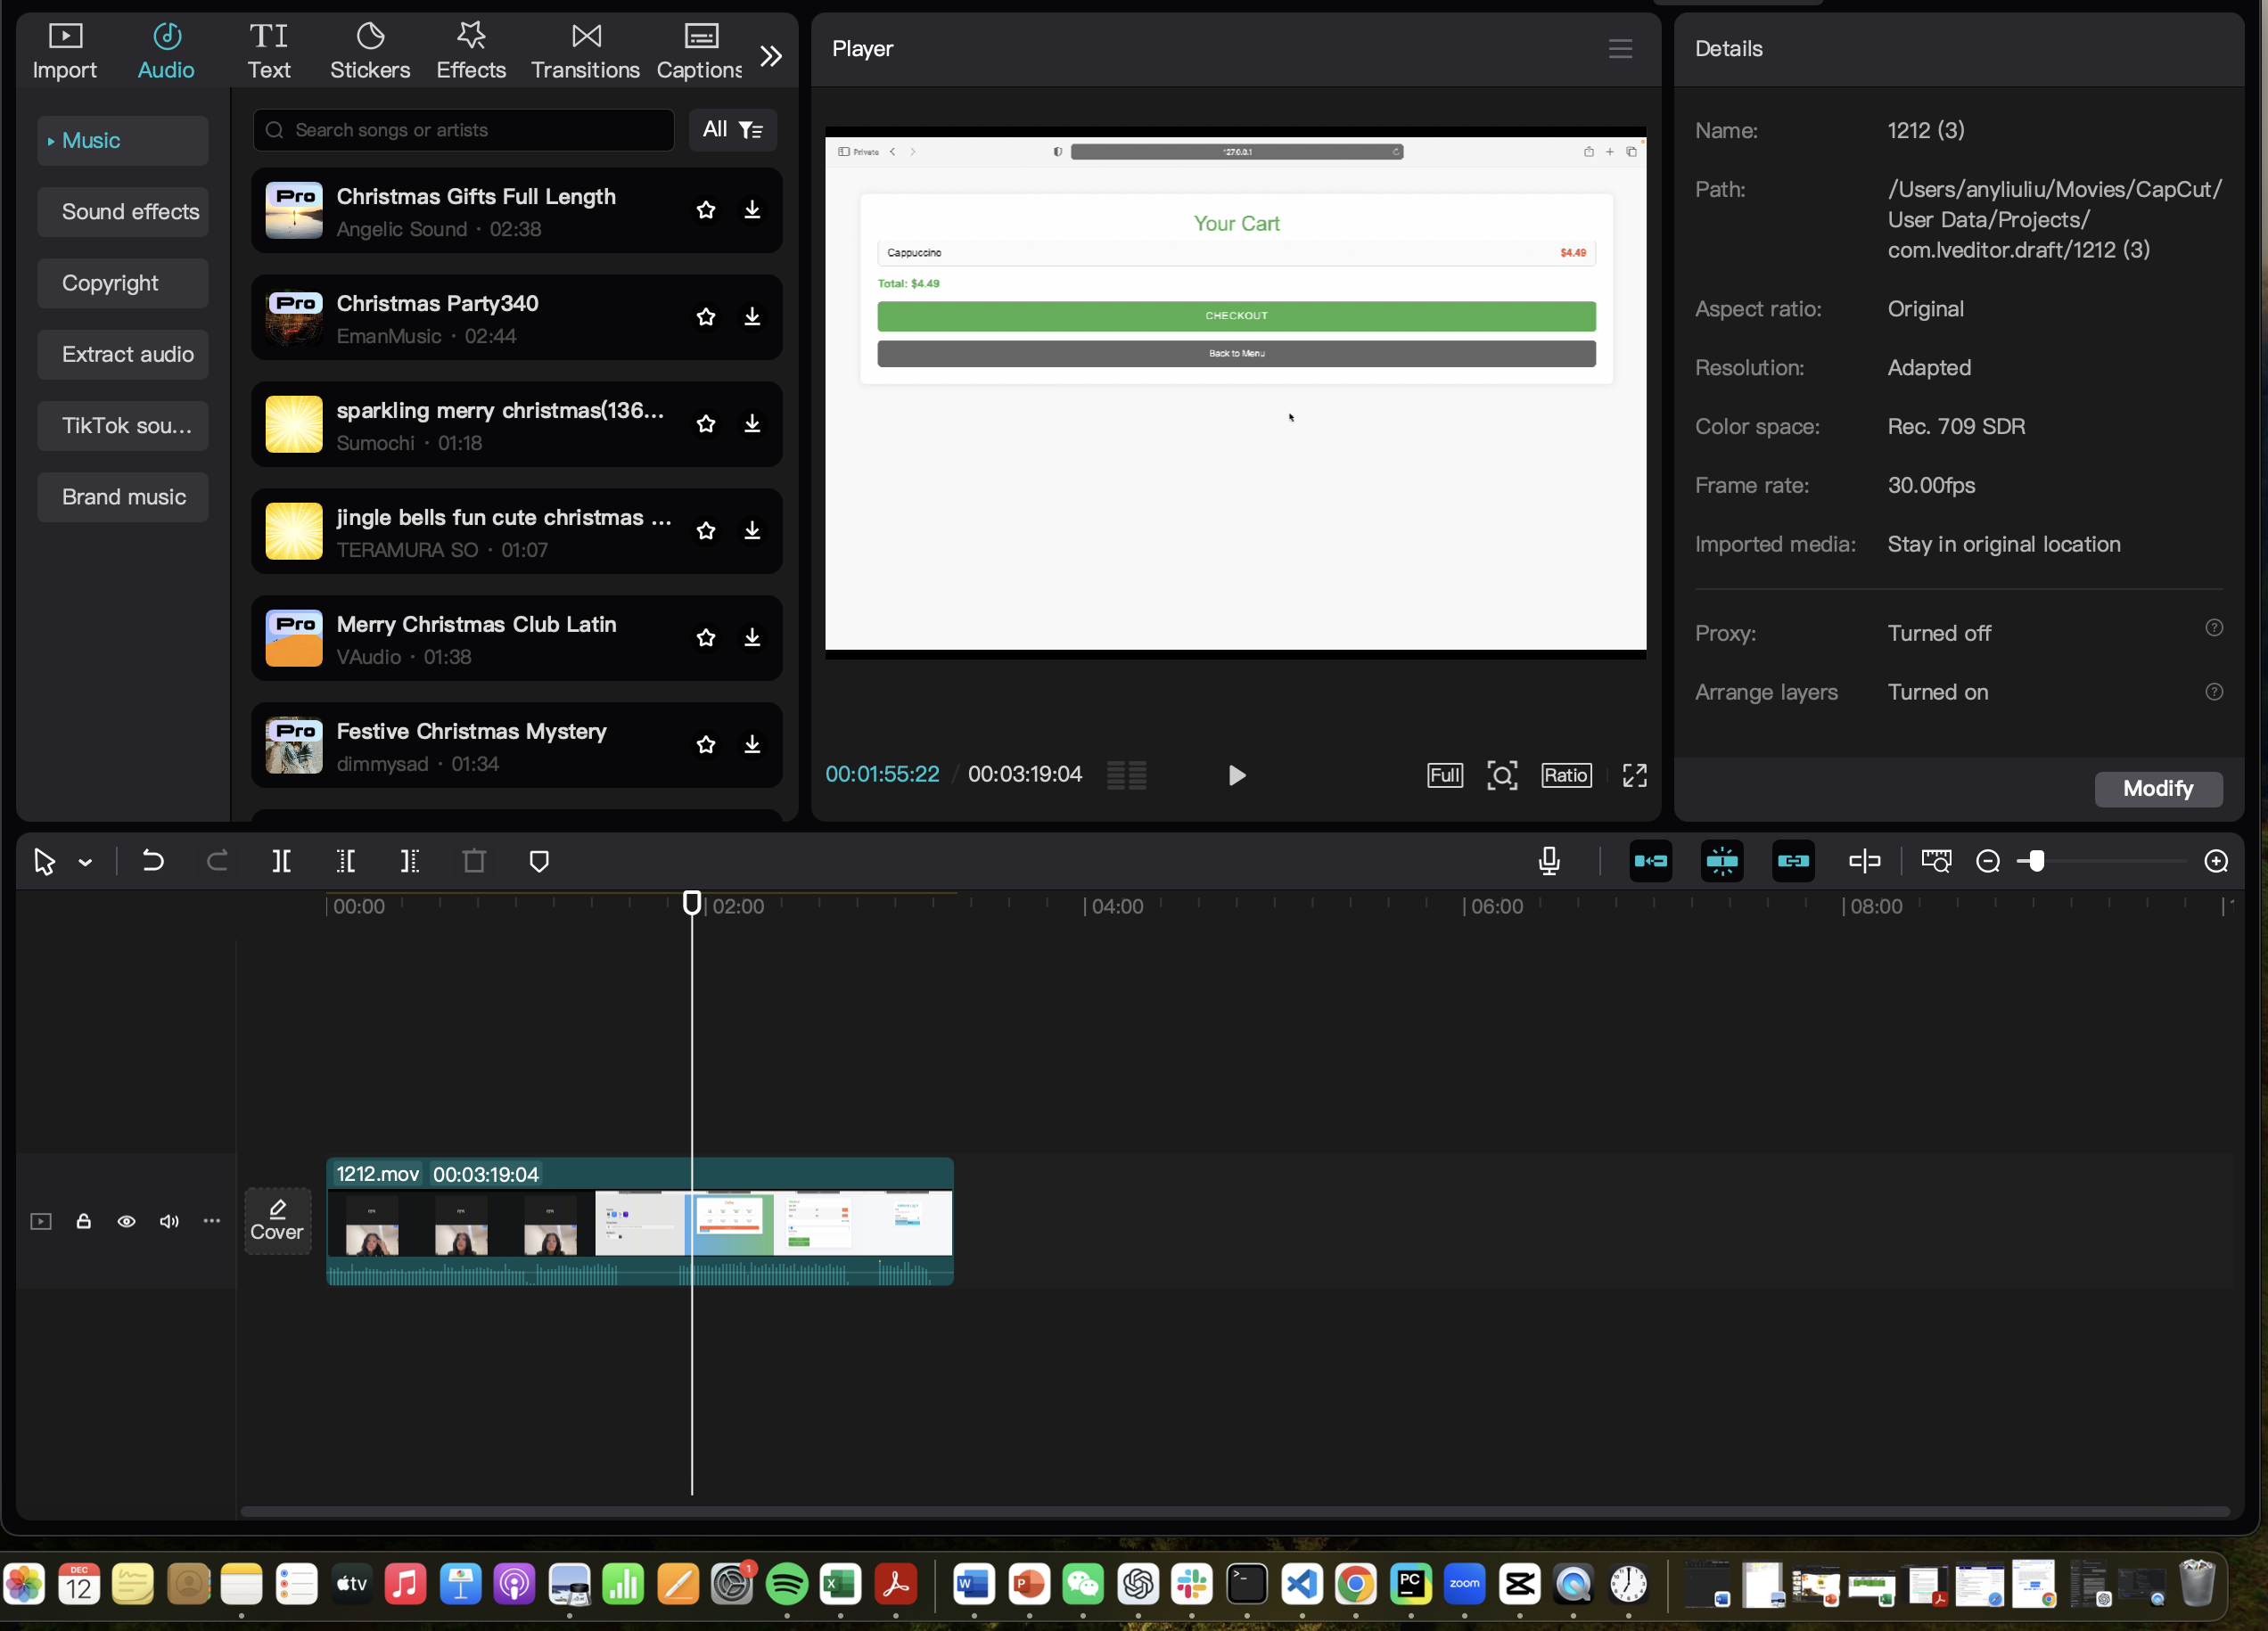 Import
Audio
TI
Text
Stickers
Effects
Transitions
Captions
Music
Sound effects
Copyright
Extract audio
TikTok sou...
Brand music
Search songs or artists
All
Pro
Christmas Gifts Full Length
Angelic Sound · 02:38
Pro
Christmas Party340
EmanMusic · 02:44
sparkling merry christmas(136...
Sumochi · 01:18
jingle bells fun cute christmas ...
TERAMURA SO · 01:07
Pro
Merry Christmas Club Latin
VAudio · 01:38
Pro
Festive Christmas Mystery
dimmysad · 01:34
Player
Private
Your Cart
Cappuccino
$4.49
Total: $4.49
CHECKOUT
Back to Menu
00:01:55:22 / 00:03:19:04
Full
Ratio
Details
Name: 1212 (3)
Path: /Users/anyliuliu/Movies/CapCut/
User Data/Projects/
com.lveditor.draft/1212 (3)
Aspect ratio: Original
Resolution: Adapted
Color space: Rec. 709 SDR
Frame rate: 30.00fps
Imported media: Stay in original location
Proxy: Turned off
Arrange layers Turned on
Modify
00:00
02:00
04:00
06:00
08:00
1212.mov 00:03:19:04
Cover
DEC
12
tv
1
X
W
P
PC
zoom